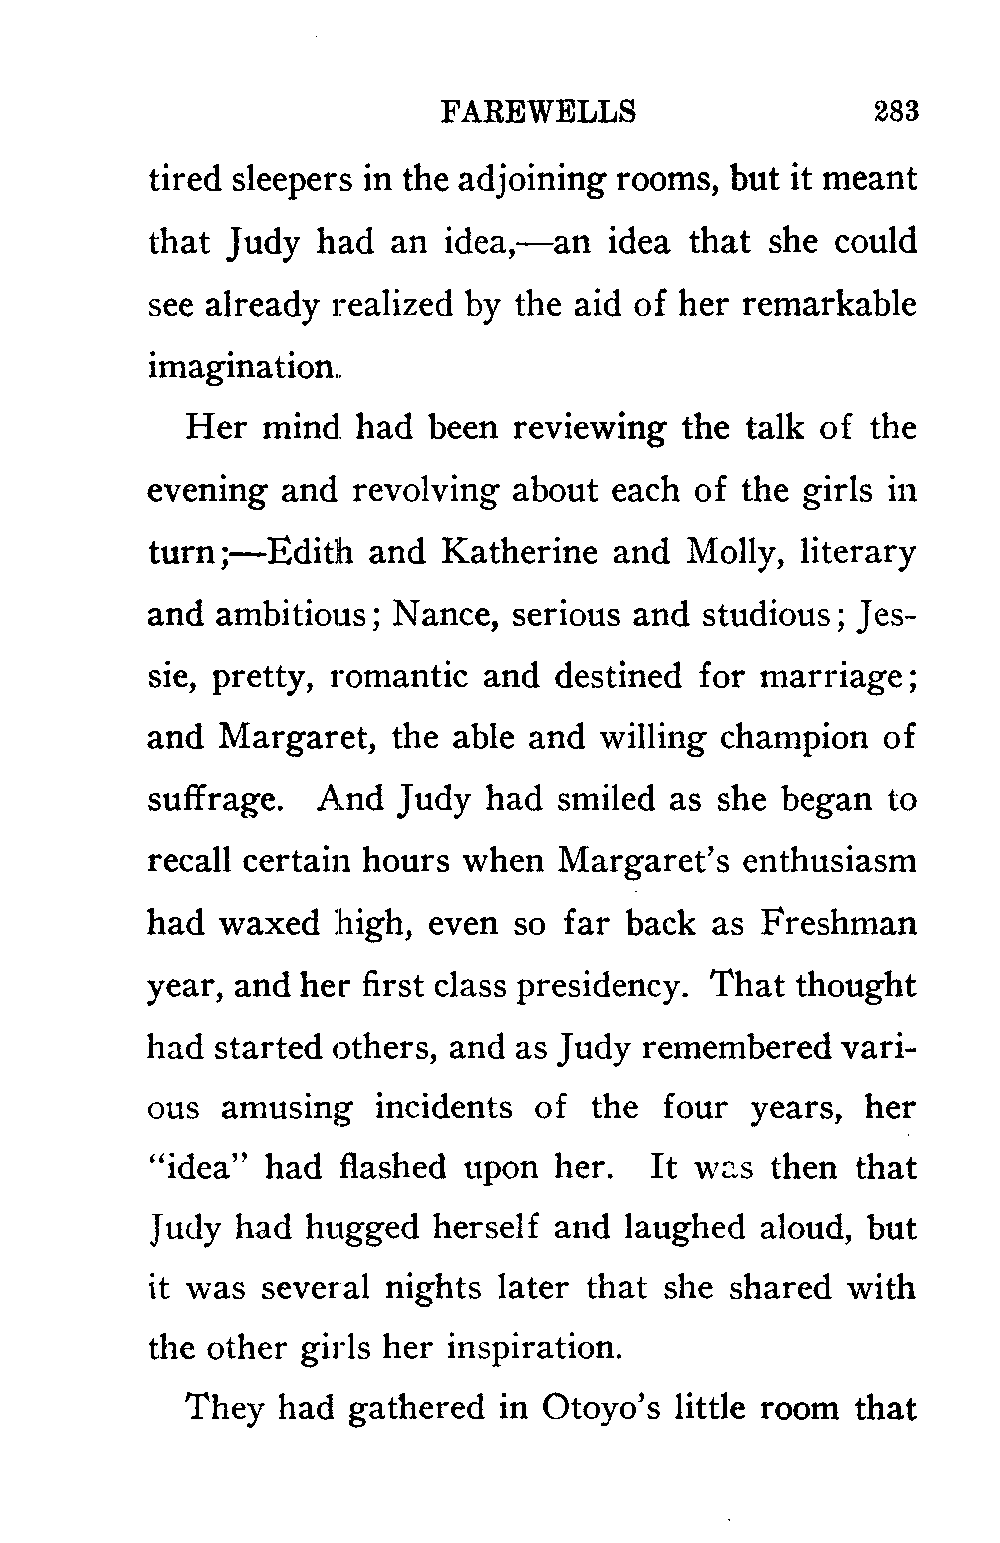 FAREWELLS 283
tired sleepers in the adjoining rooms, but it meant
that Judy had an idea,—an idea that she could
see already realized by the aid of her remarkable
imagination.
Her mind had been reviewing the talk of the
evening and revolving about each of the girls in
turn;—Edith and Katherine and Molly, literary
and ambitious; Nance, serious and studious; Jes-
sie, pretty, romantic and destined for marriage;
and Margaret, the able and willing champion of
suffrage. And Judy had smiled as she began to
recall certain hours when Margaret's enthusiasm
had waxed high, even so far back as Freshman
year, and her first class presidency. That thought
had started others, and as Judy remembered vari-
ous amusing incidents of the four years, her
"idea" had flashed upon her. It was then that
Judy had hugged herself and laughed aloud, but
it was several nights later that she shared with
the other girls her inspiration.
They had gathered in Otoyo's little room that